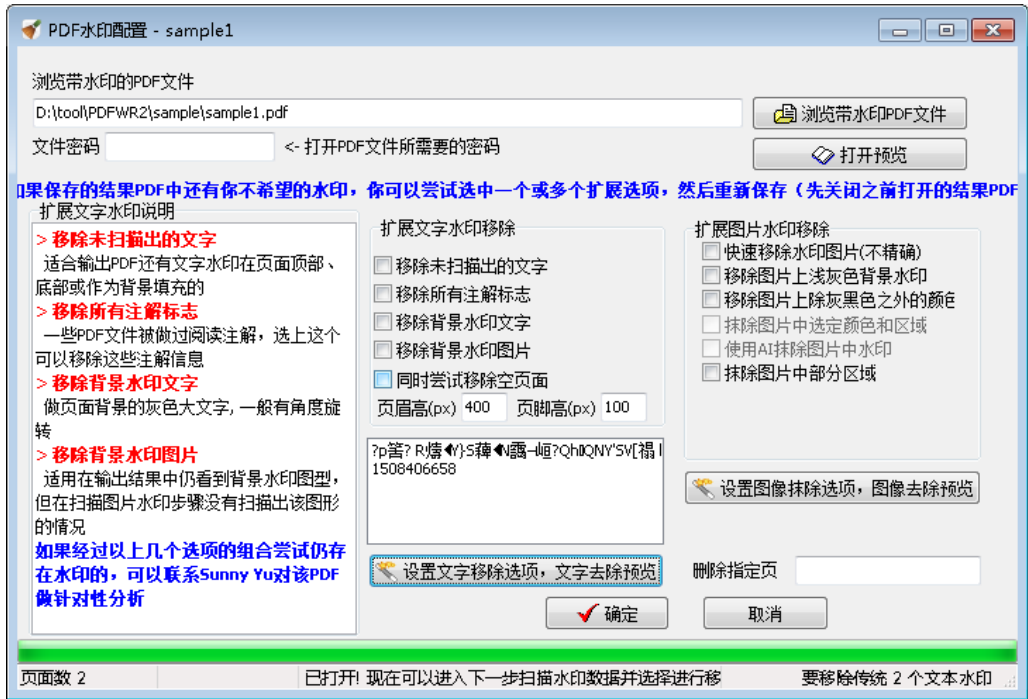 PDF水印配置 - sample1
浏览带水印的PDF文件
D:\tool\PDFWR2\sample\sample1.pdf
浏览带水印PDF文件
文件密码
<- 打开PDF文件所需要的密码
打开预览
如果保存的结果PDF中还有你不希望的水印，你可以尝试选中一个或多个扩展选项，然后重新保存（先关闭之前打开的结果PDF
扩展文字水印说明
> 移除未扫描出的文字
适合输出PDF还有文字水印在页面顶部、
底部或作为背景填充的
> 移除所有注解标志
一些PDF文件被做过阅读注解，选上这个
可以移除这些注解信息
> 移除背景水印文字
做页面背景的灰色大文字, 一般有角度旋
转
> 移除背景水印图片
适用在输出结果中仍看到背景水印图型，
但在扫描图片水印步骤没有扫描出该图形
的情况
如果经过以上几个选项的组合尝试仍存
在水印的，可以联系Sunny Yu对该PDF
做针对性分析
扩展文字水印移除
移除未扫描出的文字
移除所有注解标志
移除背景水印文字
移除背景水印图片
同时尝试移除空页面
页眉高(px) 400 页脚高(px) 100
1508406658
设置文字移除选项，文字去除预览
扩展图片水印移除
快速移除水印图片(不精确)
移除图片上浅灰色背景水印
移除图片上除灰黑色之外的颜色
抹除图片中选定颜色和区域
使用AI抹除图片中水印
抹除图片中部分区域
设置图像抹除选项，图像去除预览
删除指定页
确定
取消
页面数 2
已打开! 现在可以进入下一步扫描水印数据并选择进行移
要移除传统 2 个文本水印